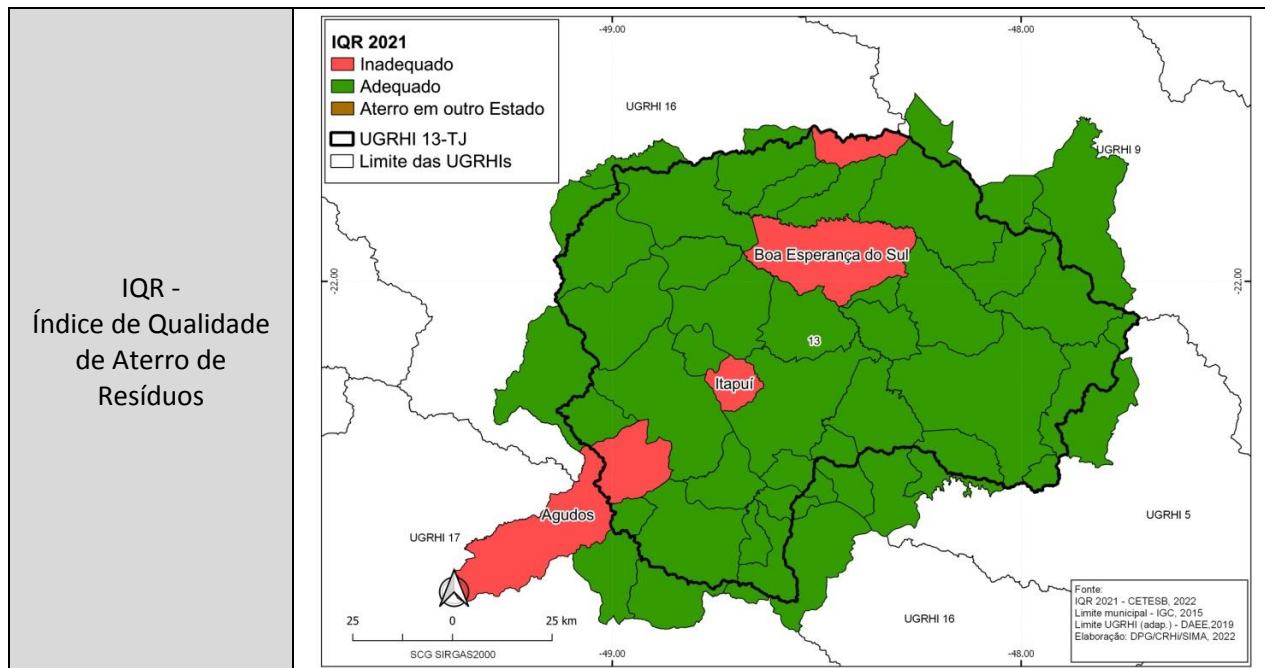 IQR -
Índice de Qualidade
de Aterro de
Resíduos
IQR 2021
Inadequado
Adequado
Aterro em outro Estado
UGRHI 13-TJ
Limite das UGRHIs
-49.00
-48.00
UGRHI 16
UGRHI 9
Boa Esperança do Sul
-22.00
-22.00
13
Itapuí
Agudos
UGRHI 17
UGRHI 5
UGRHI 16
25 0 25 km
SCG SIRGAS2000
-49.00
-48.00
Fonte:
IQR 2021 - CETESB, 2022
Limite municipal - IGC, 2015
Limite UGRHI (adap.) - DAEE,2019
Elaboração: DPG/CRHi/SIMA, 2022